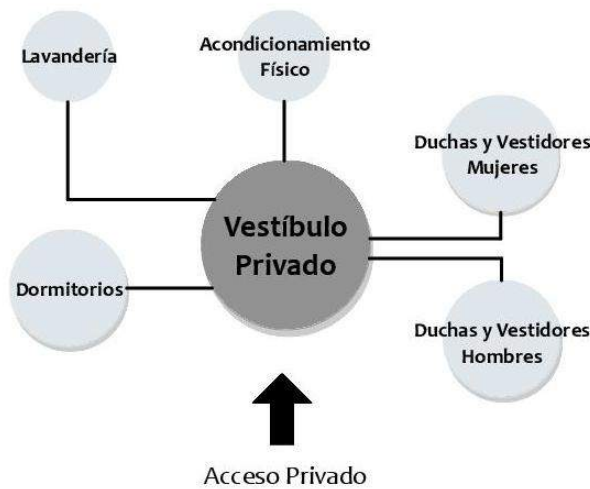 Lavandería
Acondicionamiento
Físico
Duchas y Vestidores
Mujeres
Vestíbulo
Privado
Dormitorios
Duchas y Vestidores
Hombres
Acceso Privado